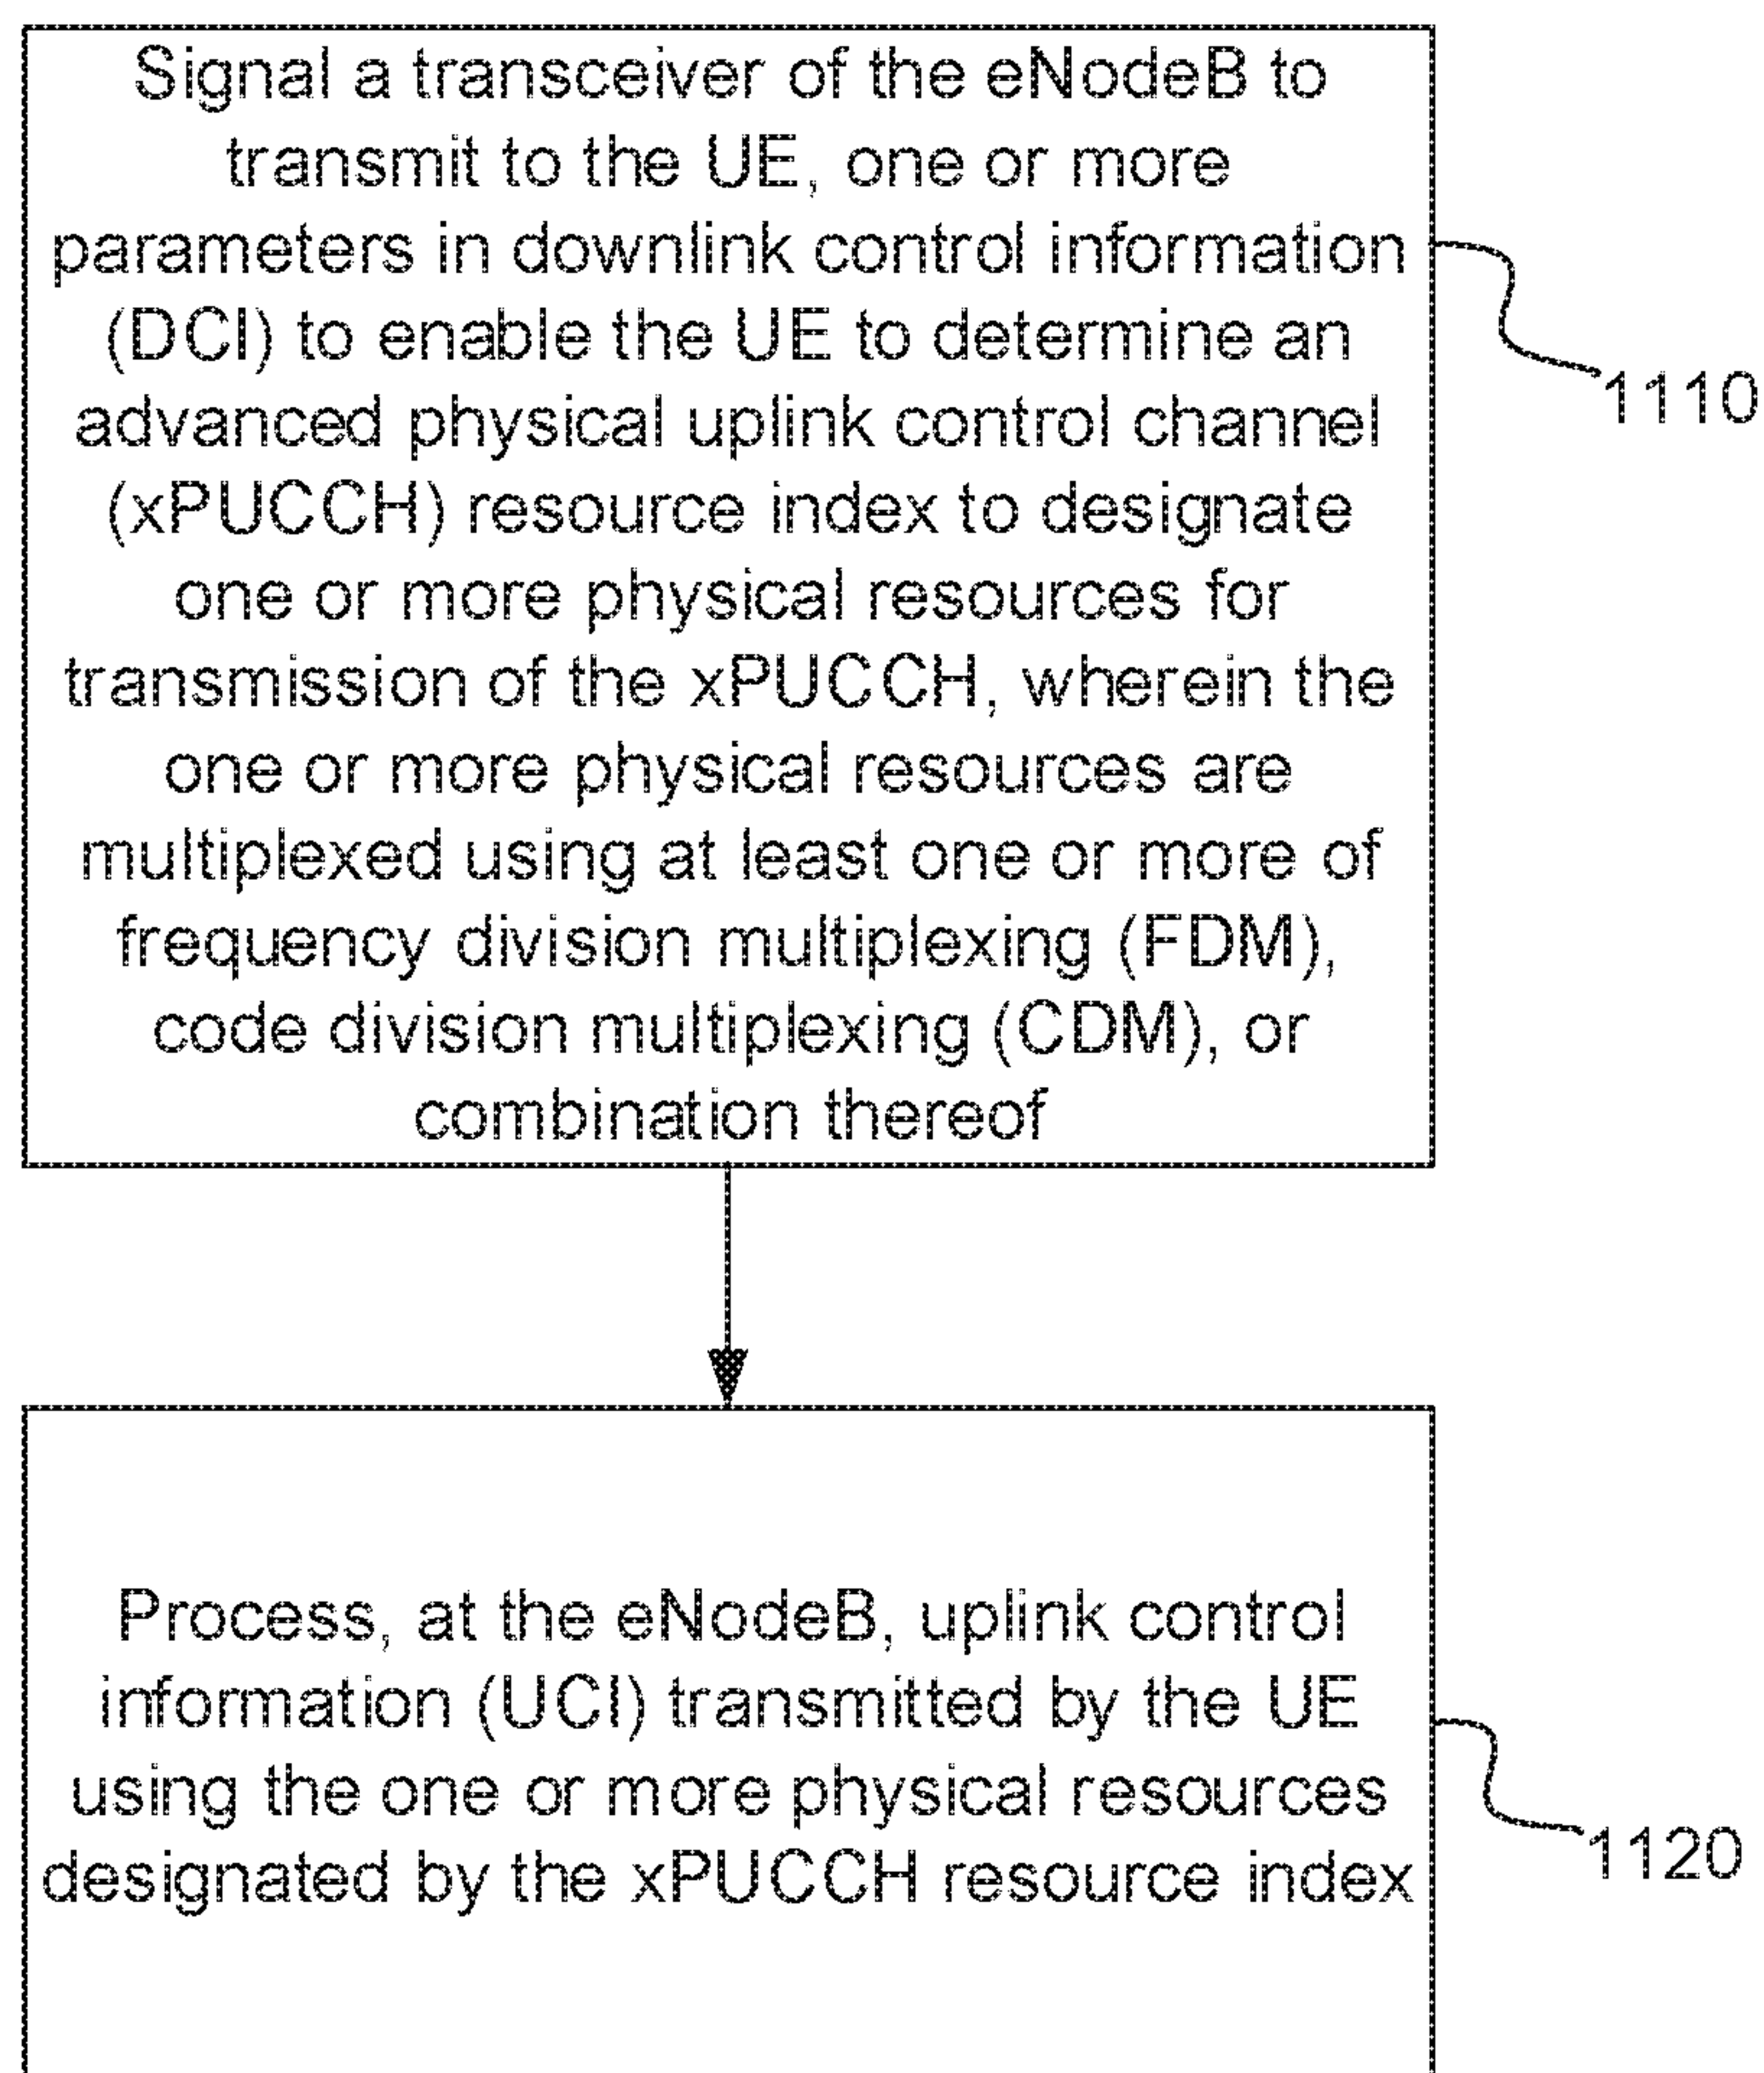 Signal a transceiver of the eNodeB to
transmit to the UE, one or more
parameters in downlink control information
(DCI) to enable the UE to determine an
advanced physical uplink control channel
(xPUCCH) resource index to designate
one or more physical resources for
transmission of the xPUCCH, wherein the
one or more physical resources are
multiplexed using at least one or more of
frequency division multiplexing (FDM),
code division multiplexing (CDM), or
combination thereof
1110
Process, at the eNodeB, uplink control
information (UCI) transmitted by the UE
using the one or more physical resources
designated by the xPUCCH resource index
1120